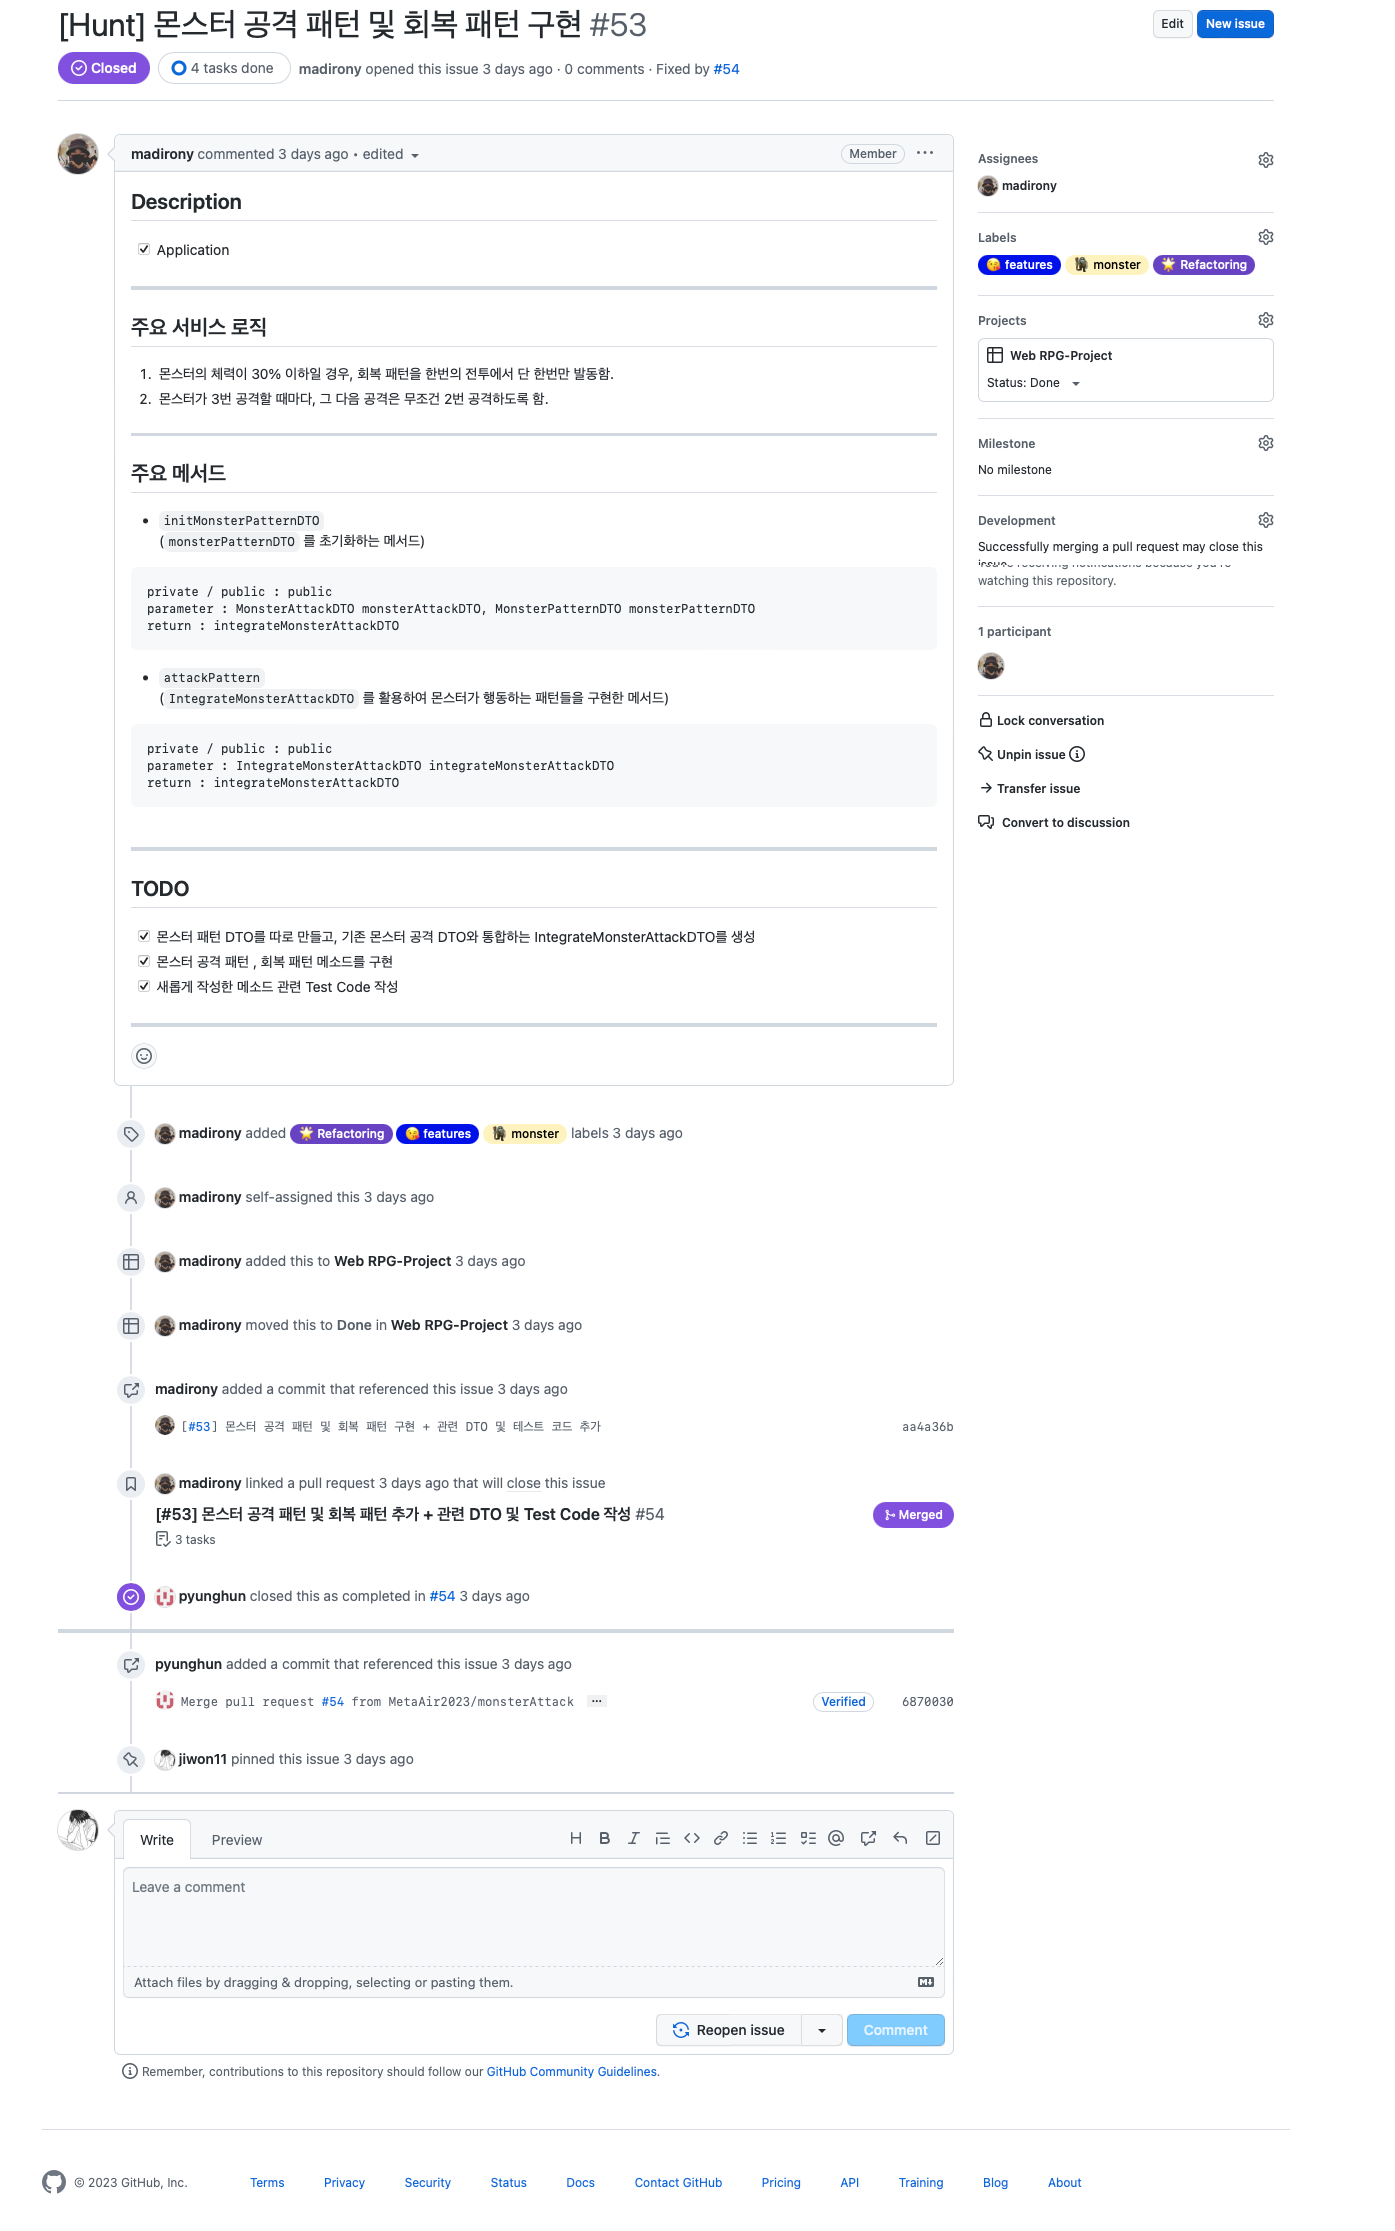 [Hunt] 몬스터 공격 패턴 및 회복 패턴 구현 #53
Edit
New issue
Closed
4 tasks done
madirony opened this issue 3 days ago · 0 comments · Fixed by #54
madirony commented 3 days ago • edited
Member
Description
Application
주요 서비스 로직
1. 몬스터의 체력이 30% 이하일 경우, 회복 패턴을 한번의 전투에서 단 한번만 발동함.
2. 몬스터가 3번 공격할 때마다, 그 다음 공격은 무조건 2번 공격하도록 함.
주요 메서드
• initMonsterPatternDTO
( monsterPatternDTO 를 초기화하는 메서드)
private / public : public
parameter : MonsterAttackDTO monsterAttackDTO, MonsterPatternDTO monsterPatternDTO
return : integrateMonsterAttackDTO
• attackPattern
( IntegrateMonsterAttackDTO 를 활용하여 몬스터가 행동하는 패턴들을 구현한 메서드)
private / public : public
parameter : IntegrateMonsterAttackDTO integrateMonsterAttackDTO
return : integrateMonsterAttackDTO
TODO
몬스터 패턴 DTO를 따로 만들고, 기존 몬스터 공격 DTO와 통합하는 IntegrateMonsterAttackDTO를 생성
몬스터 공격 패턴 , 회복 패턴 메소드를 구현
새롭게 작성한 메소드 관련 Test Code 작성
Assignees
madirony
Labels
features monster Refactoring
Projects
Web RPG-Project
Status: Done
Milestone
No milestone
Development
Successfully merging a pull request may close this
receiving notifications because you're
watching this repository.
1 participant
Lock conversation
Unpin issue
Transfer issue
Convert to discussion
madirony added Refactoring features monster labels 3 days ago
madirony self-assigned this 3 days ago
madirony added this to Web RPG-Project 3 days ago
madirony moved this to Done in Web RPG-Project 3 days ago
madirony added a commit that referenced this issue 3 days ago
[#53] 몬스터 공격 패턴 및 회복 패턴 구현 + 관련 DTO 및 테스트 코드 추가
aa4a36b
madirony linked a pull request 3 days ago that will close this issue
[#53] 몬스터 공격 패턴 및 회복 패턴 추가 + 관련 DTO 및 Test Code 작성 #54
Merged
3 tasks
pyunghun closed this as completed in #54 3 days ago
pyunghun added a commit that referenced this issue 3 days ago
Merge pull request #54 from MetaAir2023/monsterAttack ...
Verified
6870030
jiwon11 pinned this issue 3 days ago
Write
Preview
Leave a comment
Attach files by dragging & dropping, selecting or pasting them.
Reopen issue
Comment
Remember, contributions to this repository should follow our GitHub Community Guidelines.
© 2023 GitHub, Inc.
Terms
Privacy
Security
Status
Docs
Contact GitHub
Pricing
API
Training
Blog
About